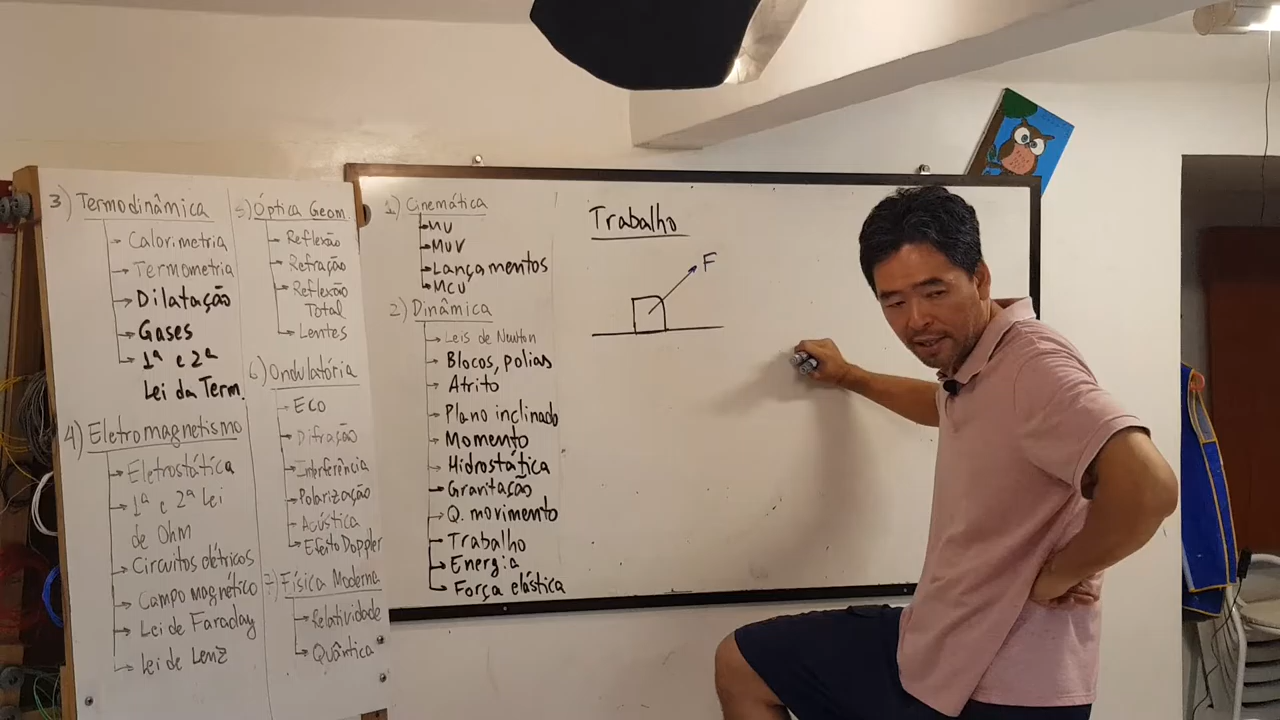 3) Termodinâmica
Calorimetria
Termometria
Dilatação
Gases
1ª e 2ª
Lei da Term.
4) Eletromagnetismo
Eletrostática
1ª e 2ª Lei
de Ohm
Circuitos elétricos
Campo magnético
Lei de Faraday
Lei de Lenz
5) Óptica Geom.
Reflexão
Refração
Reflexão
Total
Lentes
6) Ondulatória
Eco
Difração
Interferência
Polarização
Acústica
Efeito Doppler
7) Física Moderna
Relatividade
Quântica
1) Cinemática
MU
MUV
Lançamentos
MCU
2) Dinâmica
Leis de Newton
Blocos, polias
Atrito
Plano inclinado
Momento
Hidrostática
Gravitação
Q. movimento
Trabalho
Energia
Força elástica
Trabalho
F